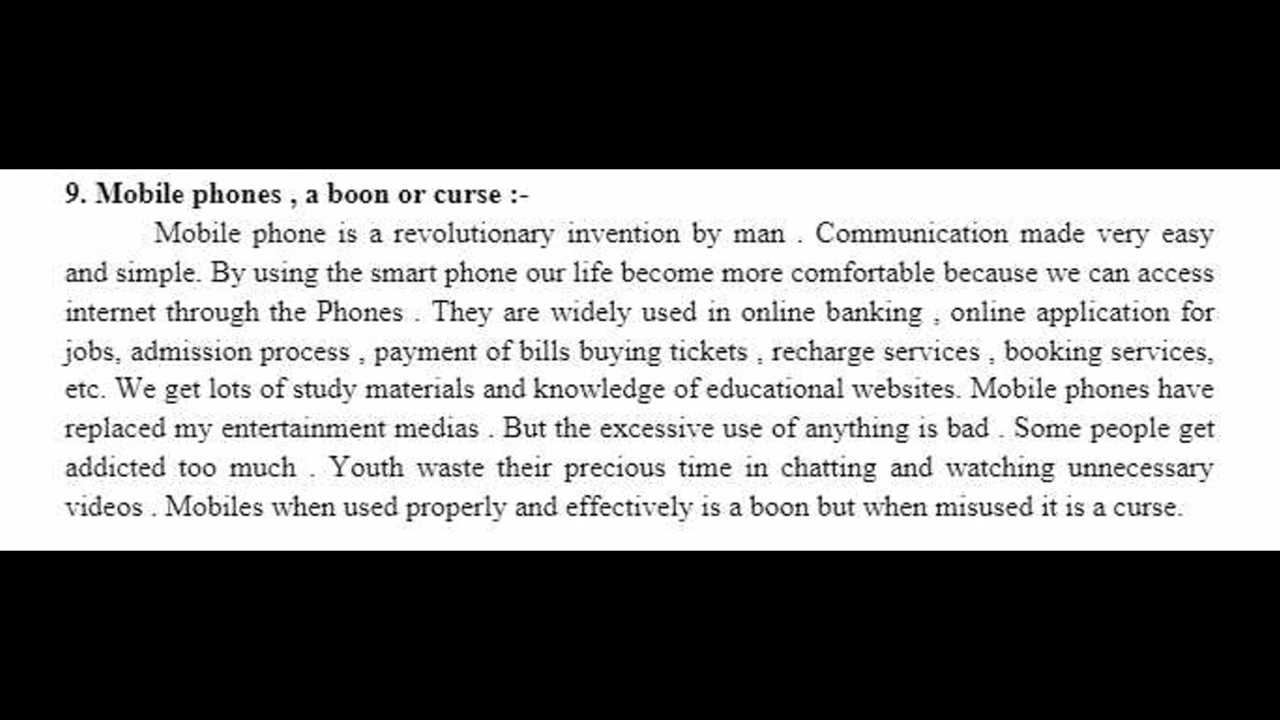 9. Mobile phones , a boon or curse :-
Mobile phone is a revolutionary invention by man . Communication made very easy
and simple. By using the smart phone our life become more comfortable because we can access
internet through the Phones . They are widely used in online banking , online application for
jobs, admission process , payment of bills buying tickets , recharge services , booking services,
etc. We get lots of study materials and knowledge of educational websites. Mobile phones have
replaced my entertainment medias . But the excessive use of anything is bad . Some people get
addicted too much . Youth waste their precious time in chatting and watching unnecessary
videos . Mobiles when used properly and effectively is a boon but when misused it is a curse.